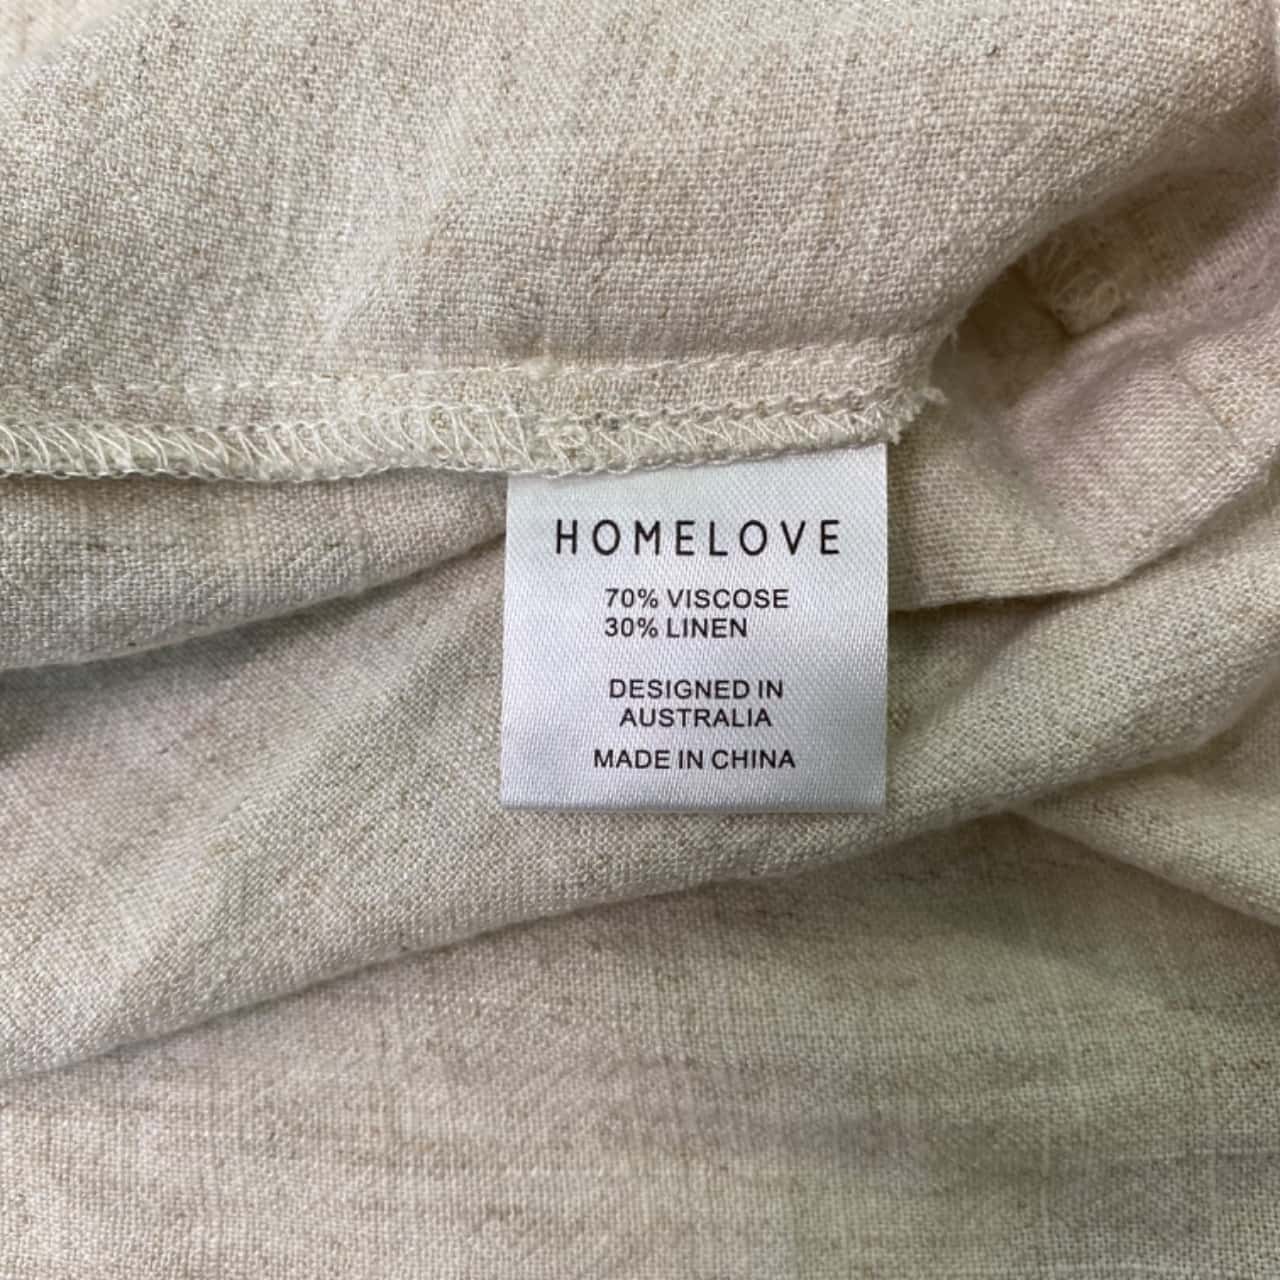 HOMELOVE
70% VISCOSE
30% LINEN
DESIGNED IN
AUSTRALIA
MADE IN CHINA